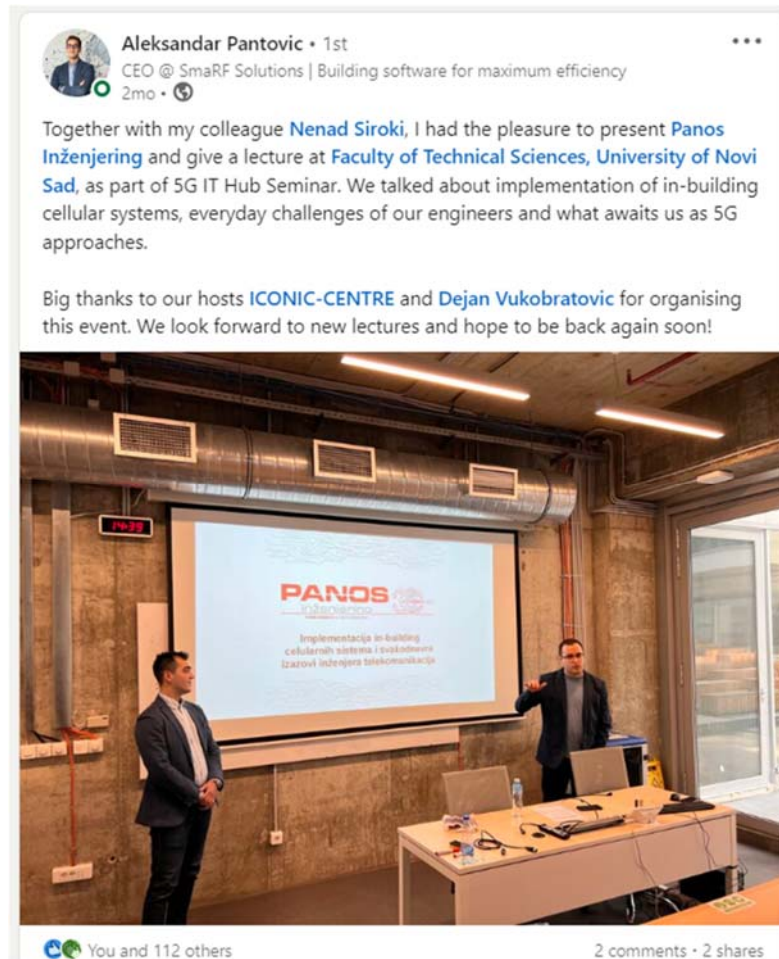 Aleksandar Pantovic • 1st
CEO @ SmaRF Solutions | Building software for maximum efficiency
2mo •
Together with my colleague Nenad Siroki, I had the pleasure to present Panos
Inženjering and give a lecture at Faculty of Technical Sciences, University of Novi
Sad, as part of 5G IT Hub Seminar. We talked about implementation of in-building
cellular systems, everyday challenges of our engineers and what awaits us as 5G
approaches.
Big thanks to our hosts ICONIC-CENTRE and Dejan Vukobratovic for organising
this event. We look forward to new lectures and hope to be back again soon!
14:39
PANOS
inženjering
Implementacija in-building
celularnih sistema i svakodnevni
izazovi inženjera telekomunikacija
You and 112 others
2 comments • 2 shares